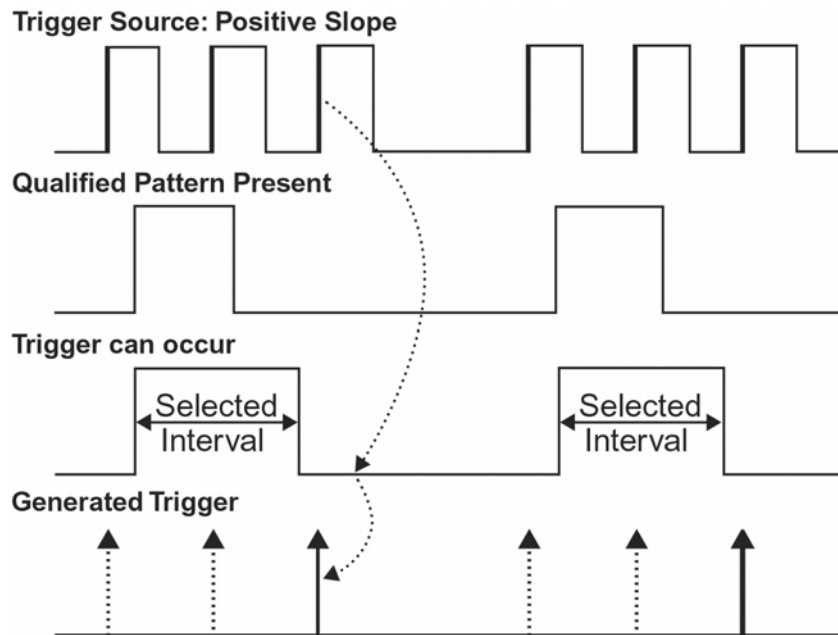 Trigger Source: Positive Slope
Qualified Pattern Present
Trigger can occur
Selected
Interval
Selected
Interval
Generated Trigger